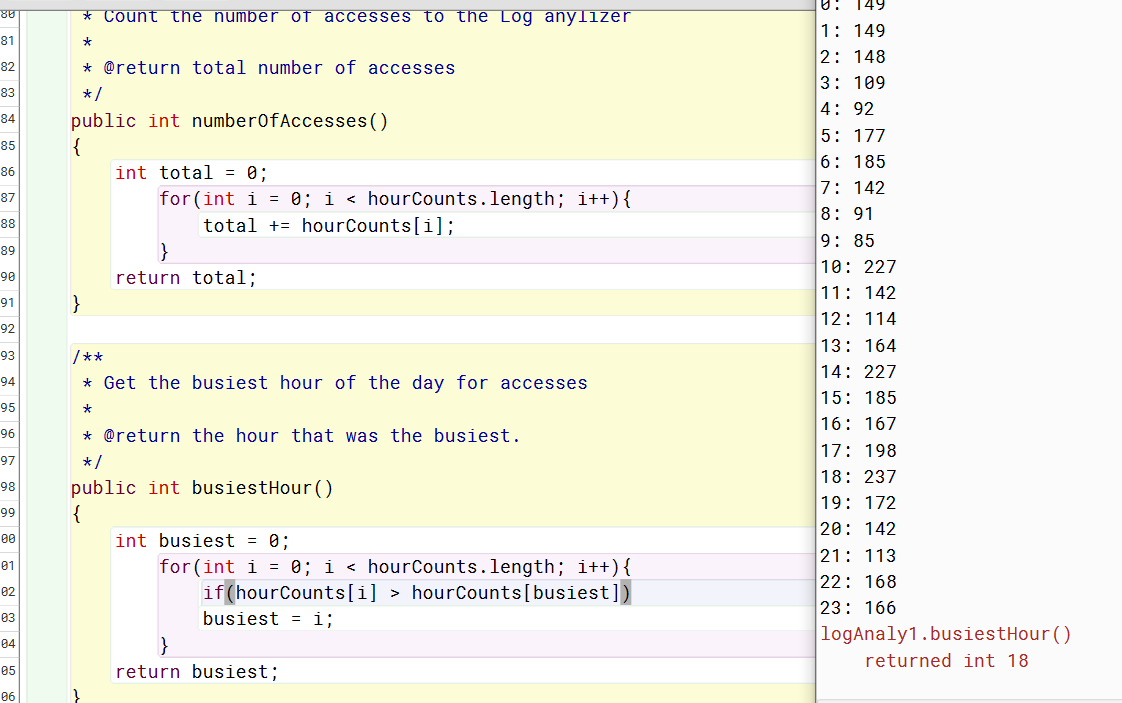 80 * Count the number of accesses to the Log anylizer
81 *
82 * @return total number of accesses
83 */
84 public int numberOfAccesses()
85 {
86 int total = 0;
87 for(int i = 0; i < hourCounts.length; i++){
88 total += hourCounts[i];
89 }
90 return total;
91 }
92
93 /**
94 * Get the busiest hour of the day for accesses
95 *
96 * @return the hour that was the busiest.
97 */
98 public int busiestHour()
99 {
00 int busiest = 0;
01 for(int i = 0; i < hourCounts.length; i++){
02 if(hourCounts[i] > hourCounts[busiest])
03 busiest = i;
04 }
05 return busiest;
06 }
0: 149
1: 149
2: 148
3: 109
4: 92
5: 177
6: 185
7: 142
8: 91
9: 85
10: 227
11: 142
12: 114
13: 164
14: 227
15: 185
16: 167
17: 198
18: 237
19: 172
20: 142
21: 113
22: 168
23: 166
logAnaly1.busiestHour()
returned int 18